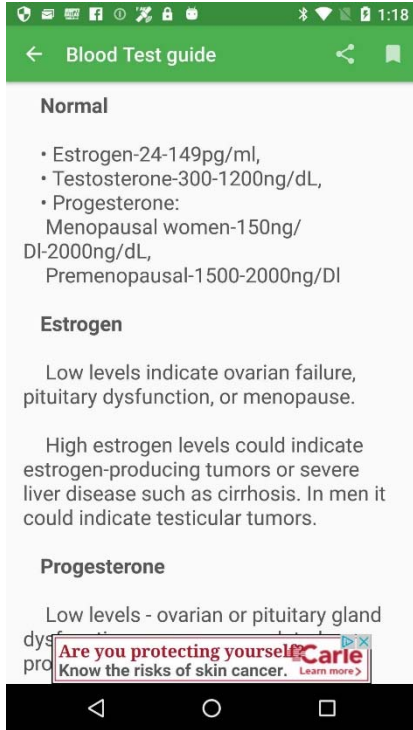 1:18
Blood Test guide
Normal
• Estrogen-24-149pg/ml,
• Testosterone-300-1200ng/dL,
• Progesterone:
Menopausal women-150ng/
Dl-2000ng/dL,
Premenopausal-1500-2000ng/Dl
Estrogen
Low levels indicate ovarian failure,
pituitary dysfunction, or menopause.
High estrogen levels could indicate
estrogen-producing tumors or severe
liver disease such as cirrhosis. In men it
could indicate testicular tumors.
Progesterone
Low levels - ovarian or pituitary gland
Are you protecting yourself?
Know the risks of skin cancer.
Carle
Learn more